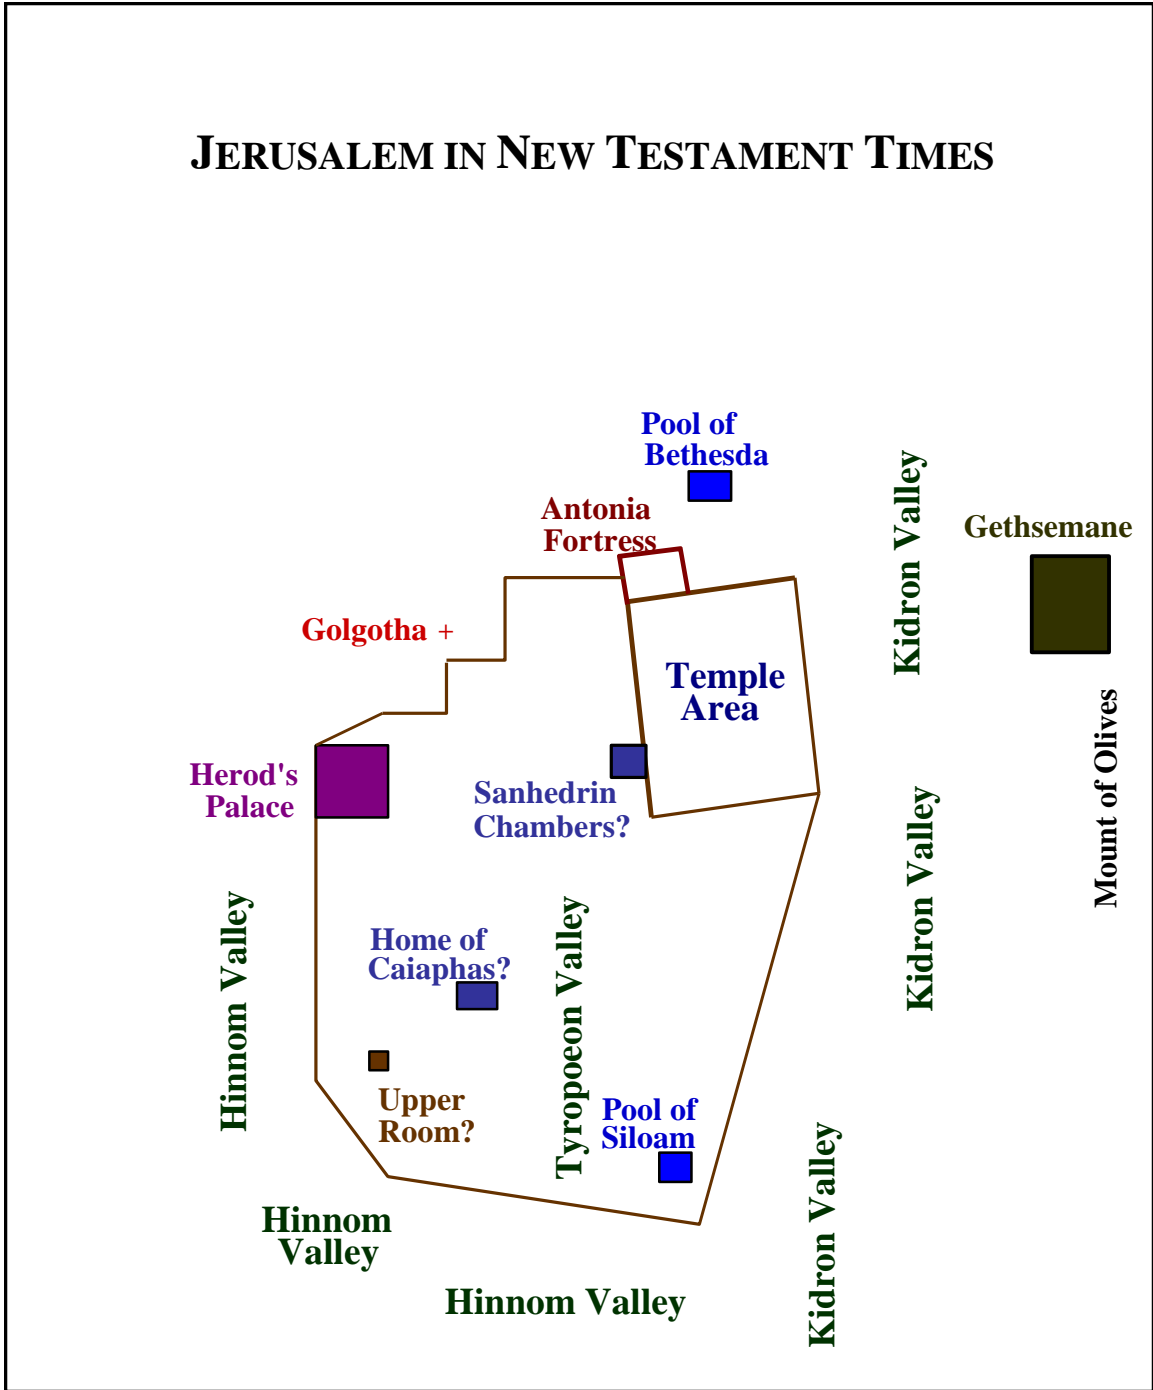 JERUSALEM IN NEW TESTAMENT TIMES
Pool of
Bethesda
Antonia
Fortress
Kidron Valley
Gethsemane
Golgotha +
Temple
Area
Mount of Olives
Herod's
Palace
Sanhedrin
Chambers?
Kidron Valley
Hinnom Valley
Home of
Caiaphas?
Tyropoeon Valley
Upper
Room?
Pool of
Siloam
Kidron Valley
Hinnom
Valley
Hinnom Valley